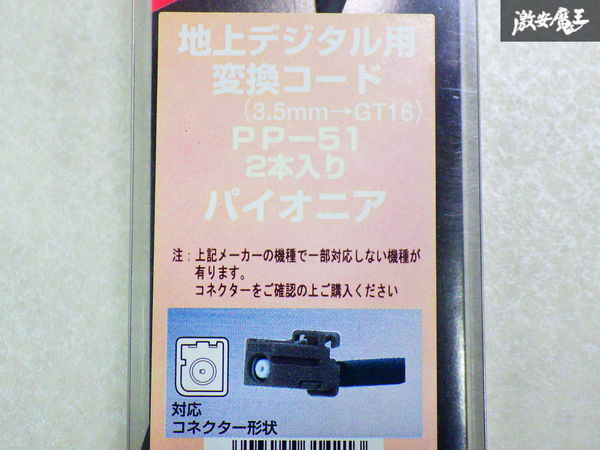 激安魔王
地上デジタル用
変換コード
(3.5mm→GT16)
PP-51
2本入り
パイオニア
注：上記メーカーの機種で一部対応しない機種が
有ります。
コネクターをご確認の上ご購入ください
対応
コネクター形状